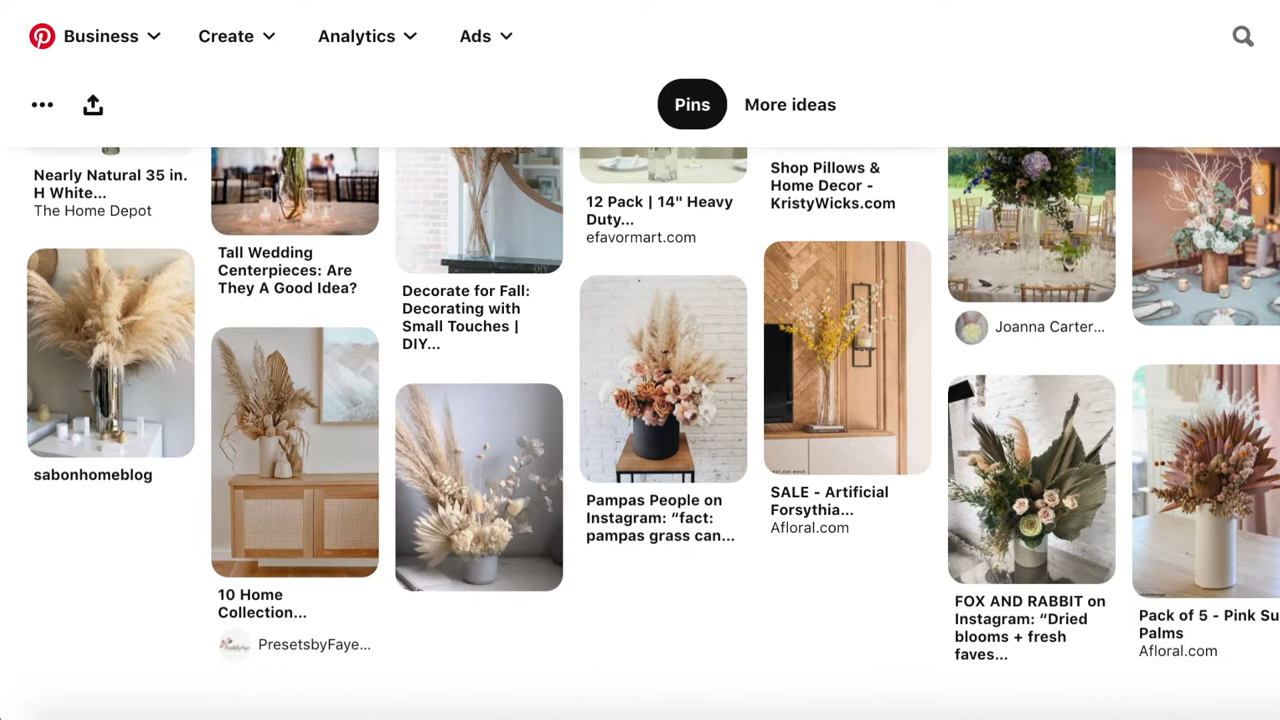 Business
Create
Analytics
Ads
Pins
More ideas
Nearly Natural 35 in.
H White...
The Home Depot
sabonhomeblog
Tall Wedding
Centerpieces: Are
They A Good Idea?
10 Home
Collection...
PresetsbyFaye...
Decorate for Fall:
Decorating with
Small Touches |
DIY...
12 Pack | 14" Heavy
Duty...
efavormart.com
Pampas People on
Instagram: “fact:
pampas grass can...
Shop Pillows &
Home Decor -
KristyWicks.com
SALE - Artificial
Forsythia...
Afloral.com
Joanna Carter...
FOX AND RABBIT on
Instagram: “Dried
blooms + fresh
faves...
Pack of 5 - Pink Su
Palms
Afloral.com